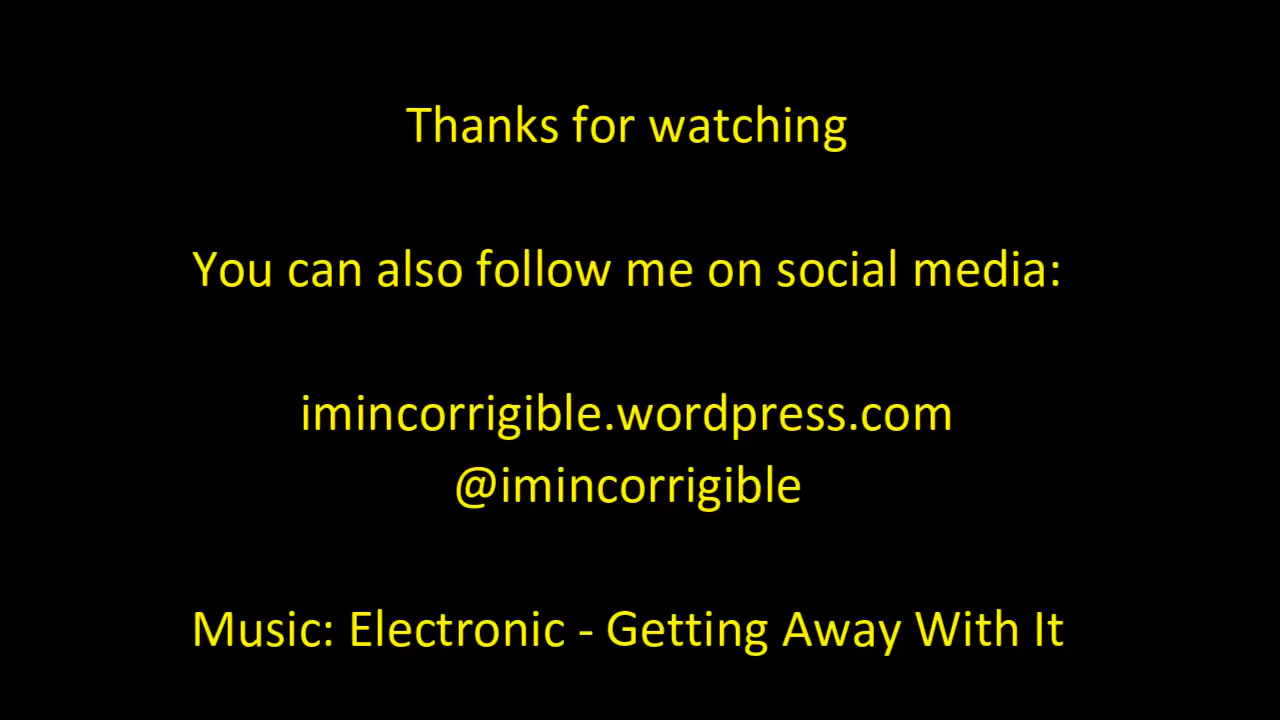 Thanks for watching
You can also follow me on social media:
imincorrigible.wordpress.com
@imincorrigible
Music: Electronic - Getting Away With It